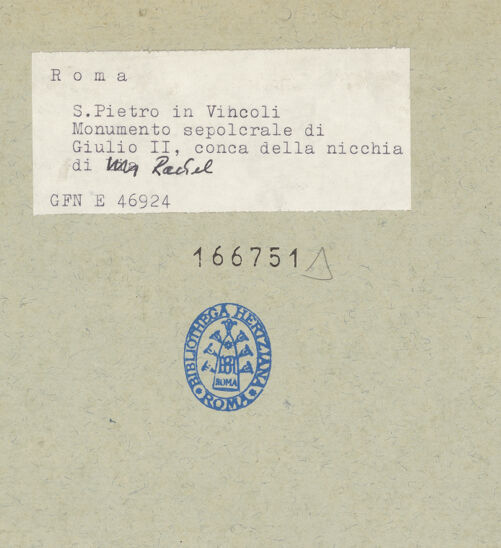 Roma
S.Pietro in Vincoli
Monumento sepolcrale di
Giulio II, conca della nicchia
di Rachel
GFN E 46924
166751
BIBLIOTHECA HERTZIANA
ROMA
ROMA